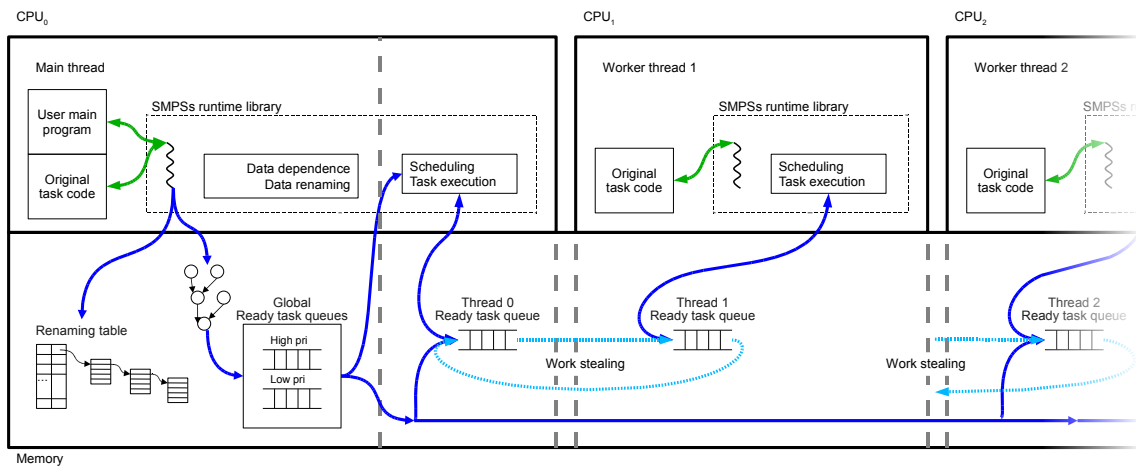 CPU0
CPU1
CPU2
Main thread
Worker thread 1
Worker thread 2
SMPSs runtime library
SMPSs runtime library
SMPSs r
User main
program
Original
task code
Data dependence
Data renaming
Scheduling
Task execution
Original
task code
Scheduling
Task execution
Original
task code
Renaming table
...
Global
Ready task queues
High pri
Low pri
Thread 0
Ready task queue
Thread 1
Ready task queue
Thread 2
Ready task queue
Work stealing
Work stealing
Memory